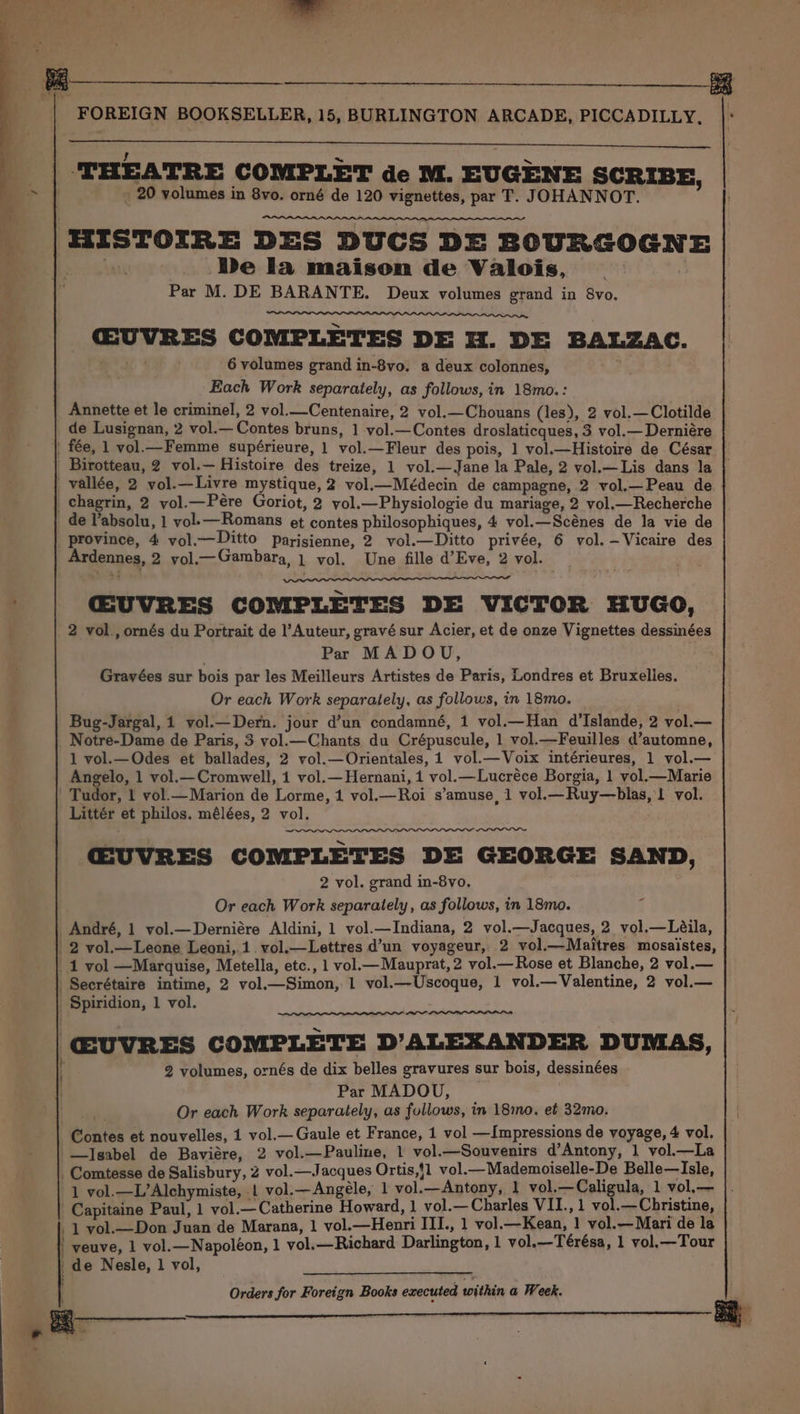 FOREIGN BOOKSELLER, 15, BURLINGTON ARCADE, PICCADILLY.
THÉATRE COMPLÈT de M. EUGÈNE SCRIBE,
20 volumes in 8vo. orné de 120 vignettes, par T. JOHANNOT.
HISTOIRE DES DUCS DE BOURGOGNE
De la maison de Valois,
Par M. DE BARANTE. Deux volumes grand in 8vo.
ŒUVRES COMPLÈTES DE H. DE BALZAC.
6 volumes grand in-8vo. a deux colonnes,
Each Work separately, as follows, in 18mo.:
Annette et le criminel, 2 vol.—Centenaire, 2 vol.—Chouans (les), 2 vol.—Clotilde
de Lusignan, 2 vol.—Contes bruns, 1 vol.—Contes droslaticques, 3 vol.—Dernière
fée, 1 vol.—Femme supérieure, 1 vol.—Fleur des pois, 1 vol.—Histoire de César
Birotteau, 2 vol.—Histoire des treize, 1 vol.—Jane la Pale, 2 vol.—Lis dans la
vallée, 2 vol.—Livre mystique, 2 vol.—Médecin de campagne, 2 vol.—Peau de
chagrin, 2 vol.—Père Goriot, 2 vol.—Physiologie du mariage, 2 vol.—Recherche
de l'absolu, 1 vol.—Romans et contes philosophiques, 4 vol.—Scènes de la vie de
province, 4 vol.—Ditto parisienne, 2 vol.—Ditto privée, 6 vol.–Vicaire des
Ardennes, 2 vol.—Gambara, 1 vol. Une fille d'Eve, 2 vol.
ŒUVRES COMPLÈTES DE VICTOR HUGO,
2 vol., ornés du Portrait de l'Auteur, gravé sur Acier, et de onze Vignettes dessinées
Par MADOU,
Gravées sur bois par les Meilleurs Artistes de Paris, Londres et Bruxelles.
Or each Work separately, as follows, in 18mo.
Bug-Jargal, 1 vol.—Dern. jour d'un condamné, 1 vol.—Han d'Islande, 2 vol.—
Notre-Dame de Paris, 3 vol.—Chants du Crépuscule, 1 vol.—Feuilles d'automne,
1 vol.—Odes et ballades, 2 vol.—Orientales, 1 vol.—Voix intérieures, 1 vol.—
Angelo, 1 vol.—Cromwell, 1 vol.—Hernani, 1 vol.—Lucrèce Borgia, 1 vol.—Marie
Tudor, 1 vol.—Marion de Lorme, 1 vol.—Roi s'amuse, 1 vol.—Ruy—blas, 1 vol.
Littér et philos. mêlées, 2 vol.
ŒUVRES COMPLÈTES DE GEORGE SAND,
2 vol. grand in-8vo.
Or each Work separately, as follows, in 18mo.
André, 1 vol.—Dernière Aldini, 1 vol.—Indiana, 2 vol.—Jacques, 2 vol.—Lèila,
2 vol.—Leone Leoni, 1 vol.—Lettres d'un voyageur, 2 vol.—Maîtres mosaïstes,
1 vol—Marquise, Metella, etc., 1 vol.—Mauprat, 2 vol.—Rose et Blanche, 2 vol.—
Secrétaire intime, 2 vol.—Simon, 1 vol.—Uscoque, 1 vol.—Valentine, 2 vol.—
Spiridion, 1 vol.
ŒUVRES COMPLÈTE D'ALEXANDER DUMAS,
2 volumes, ornés de dix belles gravures sur bois, dessinées
Par MADOU,
Or each Work separately, as follows, in 18mo. et 32mo.
Contes et nouvelles, 1 vol.—Gaule et France, 1 vol—Impressions de voyage, 4 vol.
—Isabel de Bavière, 2 vol.—Pauline, 1 vol.—Souvenirs d'Antony, 1 vol.—La
Comtesse de Salisbury, 2 vol.—Jacques Ortis, 1 vol.—Mademoiselle-De Belle—Isle,
1 vol.—L'Alchymiste, 1 vol.—Angèle, 1 vol.—Antony, 1 vol.—Caligula, 1 vol.—
Capitaine Paul, 1 vol.—Catherine Howard, 1 vol.—Charles VII., 1 vol.—Christine,
1 vol.—Don Juan de Marana, 1 vol.—Henri III., 1 vol.—Kean, 1 vol.—Mari de la
veuve, 1 vol.—Napoléon, 1 vol.—Richard Darlington, 1 vol.—Térésa, 1 vol.—Tour
de Nesle, 1 vol,
Orders for Foreign Books executed within a Week.